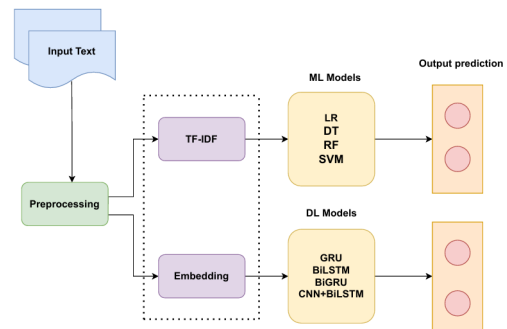 Input Text
Output prediction
ML Models
TF-IDF
LR
DT
RF
SVM
Preprocessing
DL Models
Embedding
GRU
BiLSTM
BiGRU
CNN+BiLSTM